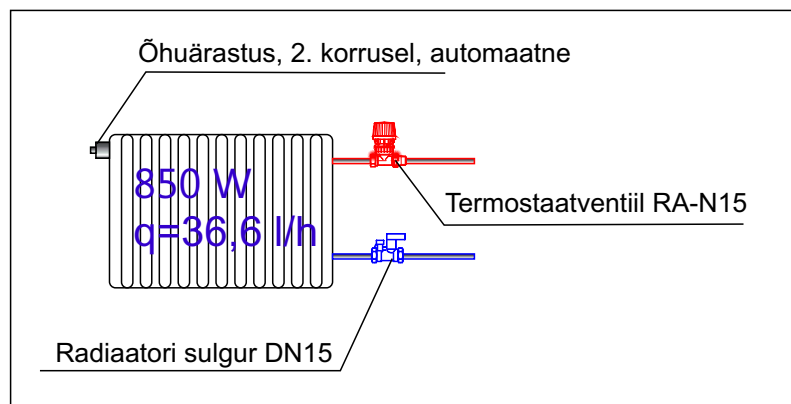 Õhuärastus, 2. korrusel, automaatne
850 W
q=36,6 l/h
Termostaatventiil RA-N15
Radiaatori sulgur DN15